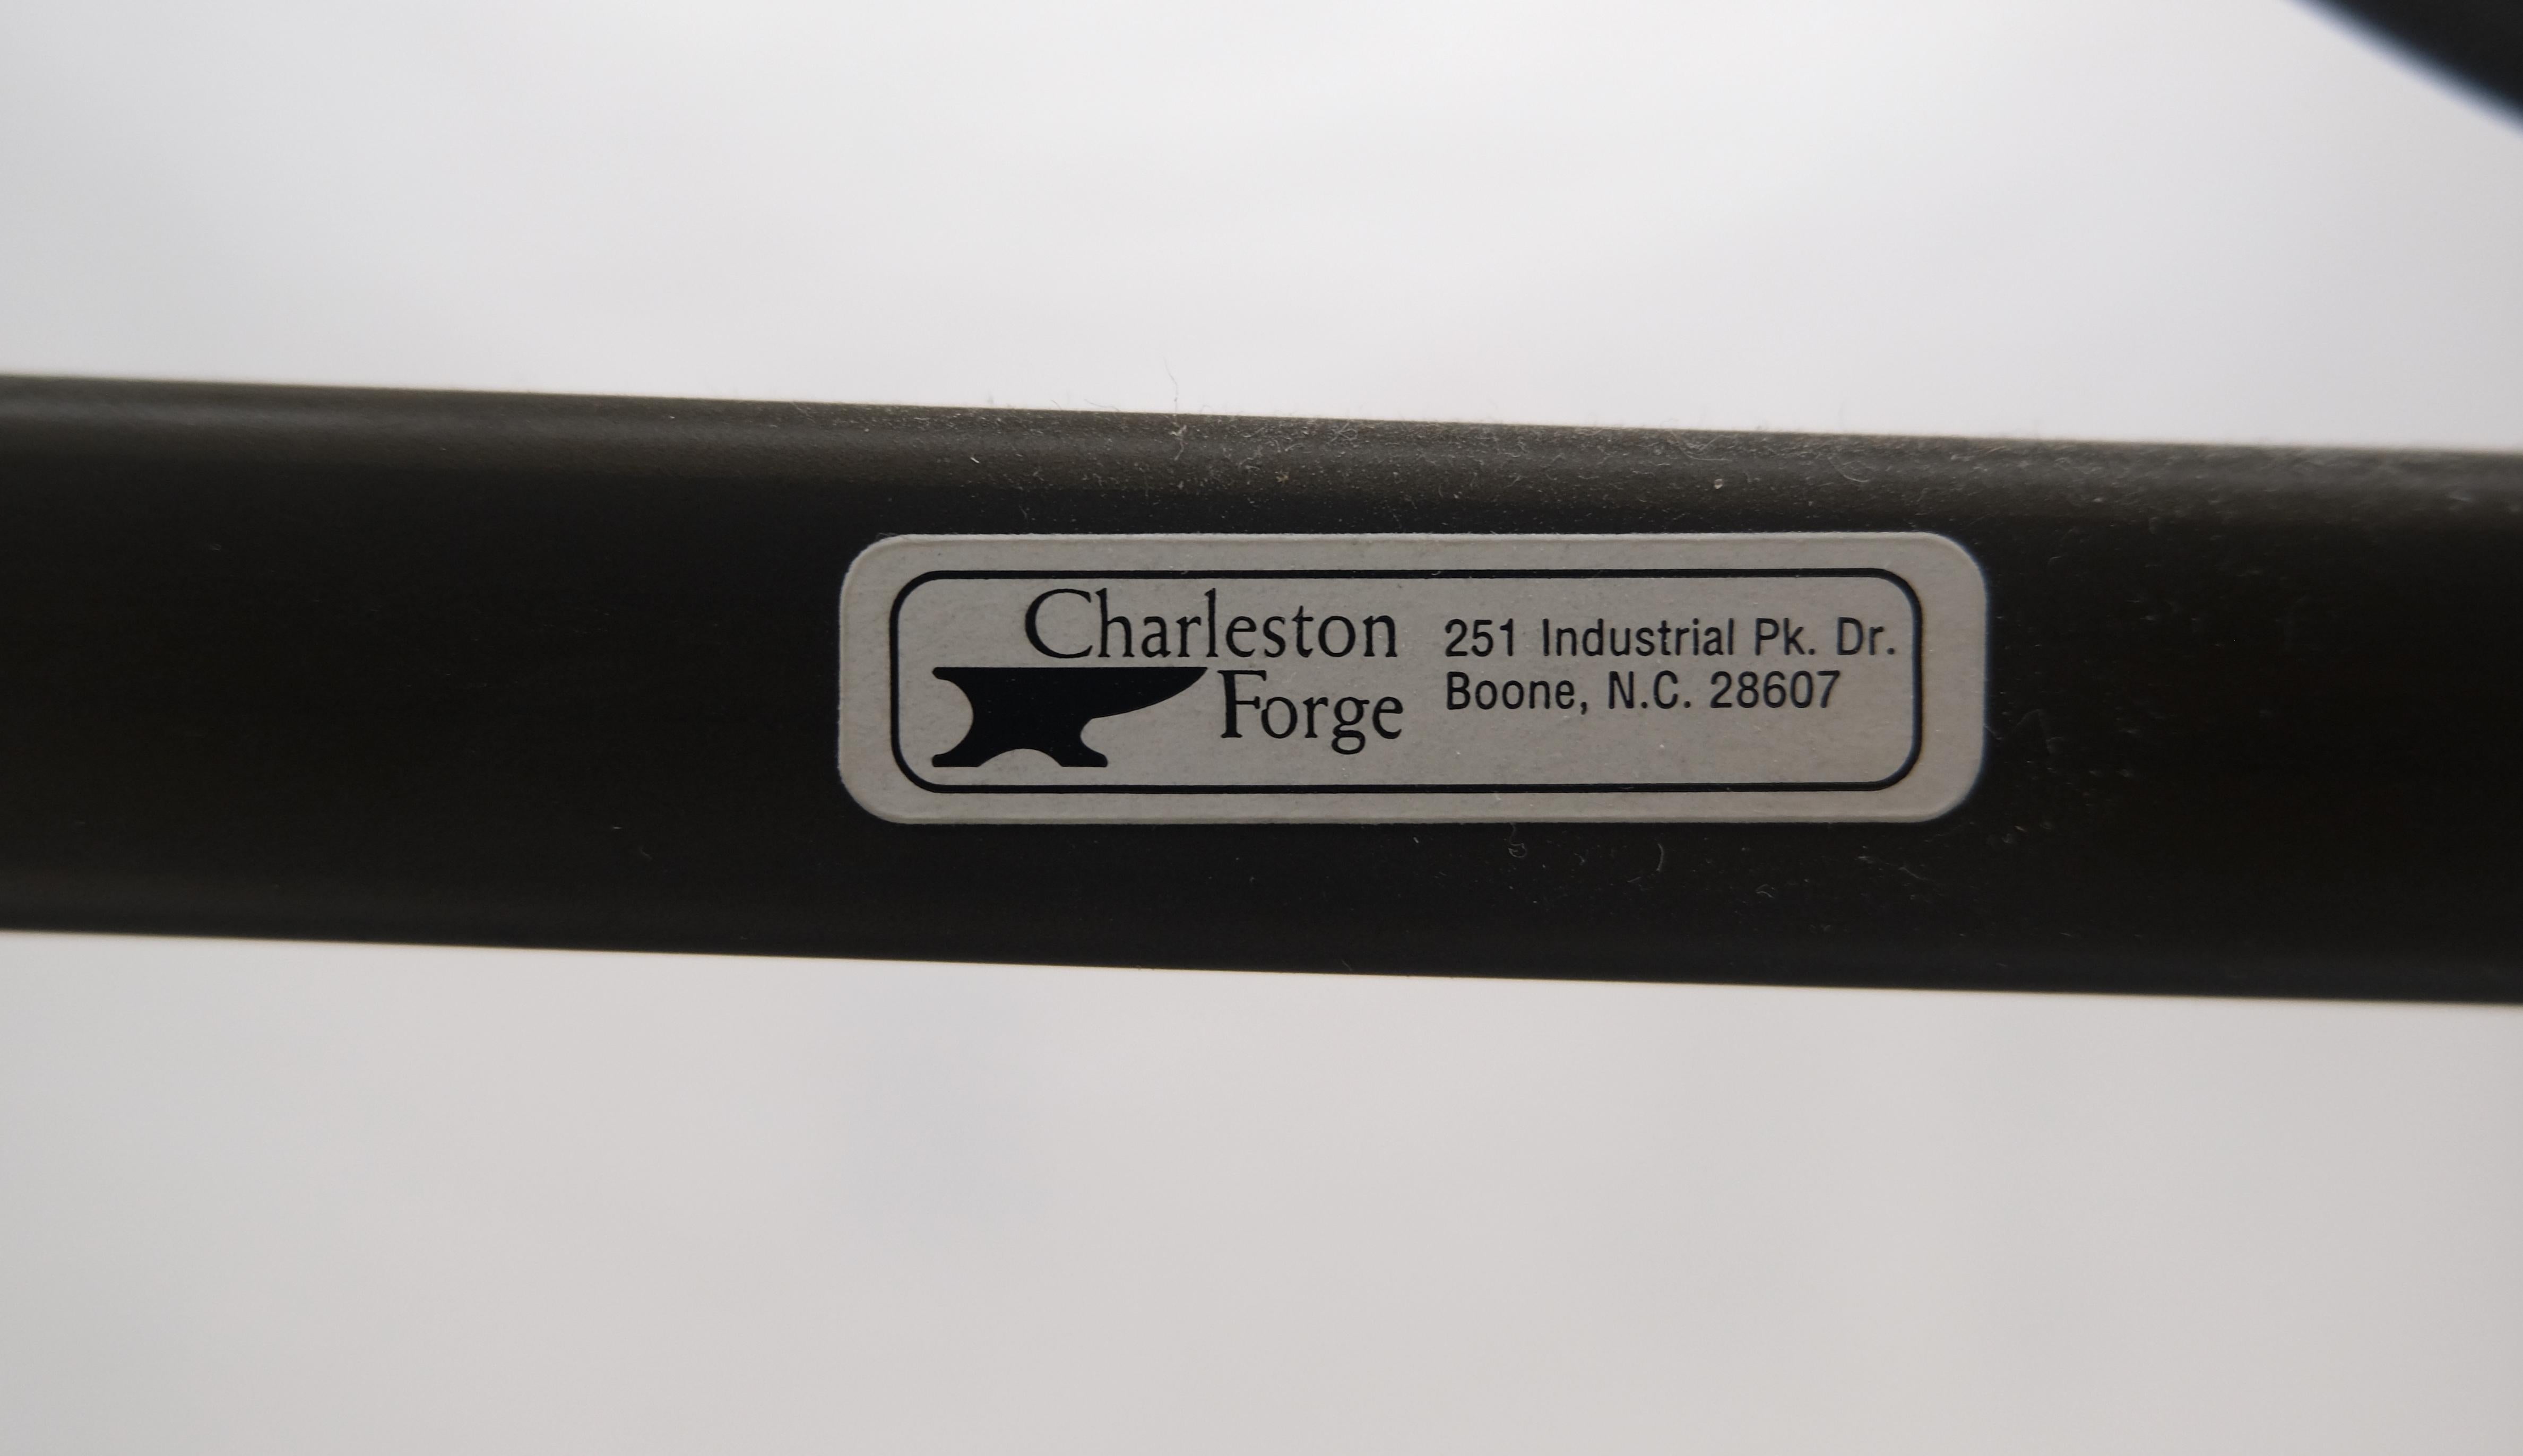 Charleston
Forge
251 Industrial Pk. Dr.
Boone, N.C. 28607